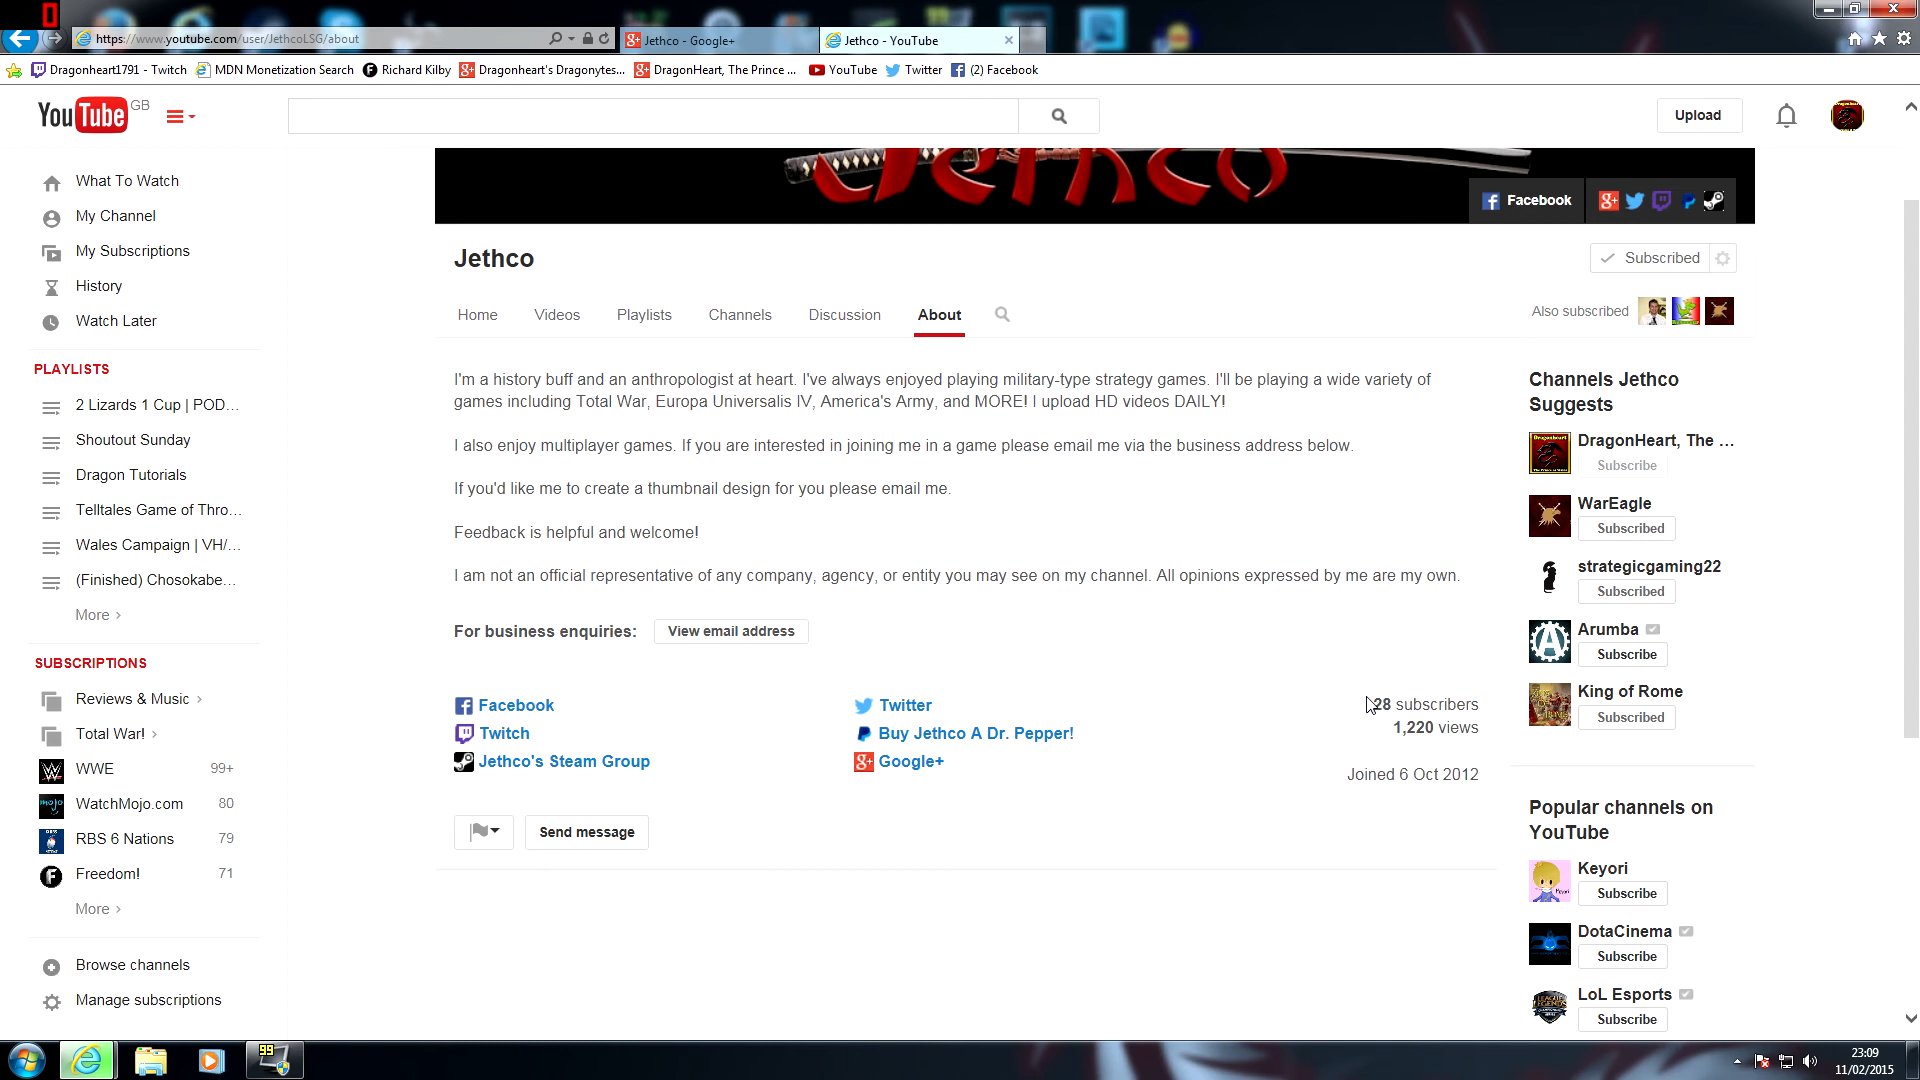 0
https://www.youtube.com/user/JethcoLSG/about
Jethco - Google+
Jethco - YouTube
Dragonheart1791 - Twitch
MDN Monetization Search
Richard Kilby
Dragonheart's Dragonytes...
DragonHeart, The Prince ...
YouTube
Twitter
(2) Facebook
YouTube GB
Upload
What To Watch
My Channel
My Subscriptions
History
Watch Later
PLAYLISTS
2 Lizards 1 Cup | POD...
Shoutout Sunday
Dragon Tutorials
Telltales Game of Thro...
Wales Campaign | VH/...
(Finished) Chosokabe...
More
SUBSCRIPTIONS
Reviews & Music
Total War!
WWE 99+
WatchMojo.com 80
RBS 6 Nations 79
Freedom! 71
More
Browse channels
Manage subscriptions
Jethco
Facebook
Jethco
Subscribed
Home Videos Playlists Channels Discussion About
Also subscribed
I'm a history buff and an anthropologist at heart. I've always enjoyed playing military-type strategy games. I'll be playing a wide variety of
games including Total War, Europa Universalis IV, America's Army, and MORE! I upload HD videos DAILY!
I also enjoy multiplayer games. If you are interested in joining me in a game please email me via the business address below.
If you'd like me to create a thumbnail design for you please email me.
Feedback is helpful and welcome!
I am not an official representative of any company, agency, or entity you may see on my channel. All opinions expressed by me are my own.
For business enquiries: View email address
Facebook
Twitter
Twitch
Buy Jethco A Dr. Pepper!
Jethco's Steam Group
Google+
28 subscribers
1,220 views
Joined 6 Oct 2012
Send message
Channels Jethco
Suggests
DragonHeart, The ...
Subscribe
WarEagle
Subscribed
strategicgaming22
Subscribed
Arumba
Subscribe
King of Rome
Subscribed
Popular channels on
YouTube
Keyori
Subscribe
DotaCinema
Subscribe
LoL Esports
Subscribe
99
23:09
11/02/2015